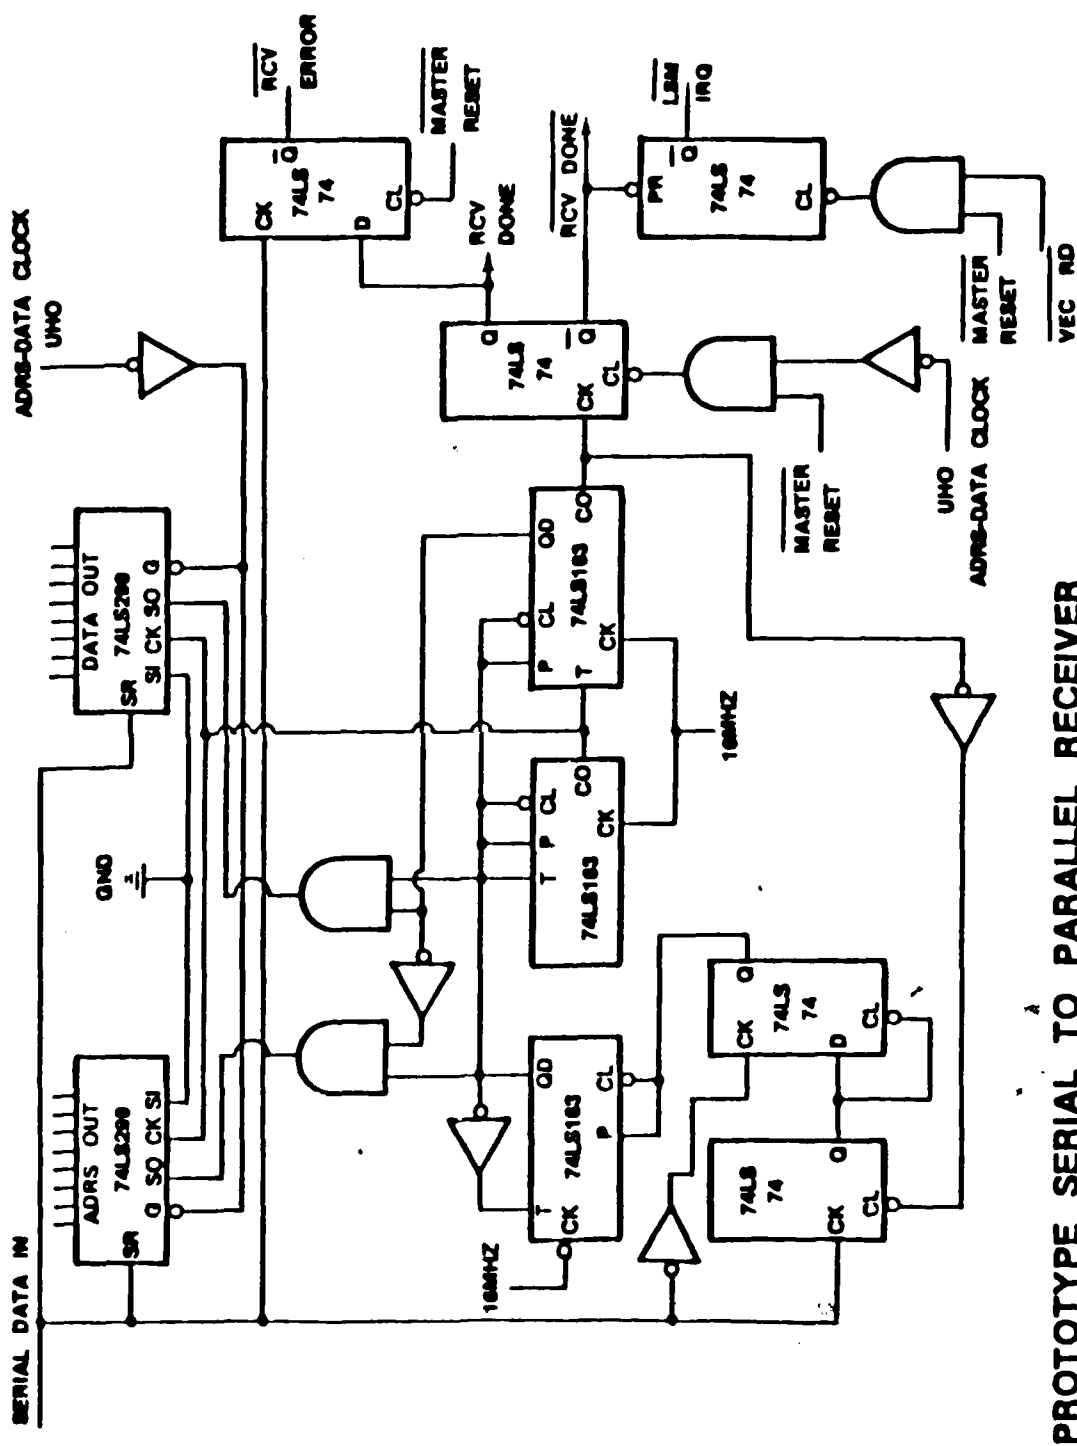 SERIAL DATA IN
ADRS OUT
74LS299
SR
G
SO
CK
SI
GND
DATA OUT
74LS299
SR
SI
CK
SO
G
ADRS-DATA CLOCK
UHO
CK
74LS
74
Q
D
CL
RCV
ERROR
MASTER
RESET
16MHZ
T
QD
CK
74LS163
P
CL
T
P
CL
74LS163
CO
CK
16MHZ
T
P
CL
QD
74LS163
CO
CK
74LS
74
Q
CK
Q
CL
RCV
DONE
RCV DONE
PR
74LS
74
Q
CL
LSM
IRQ
MASTER
RESET
VEC RD
MASTER
RESET
UHO
ADRS-DATA CLOCK
74LS
74
Q
CK
CL
CK
Q
74LS
74
D
CL
PROTOTYPE SERIAL TO PARALLEL RECEIVER